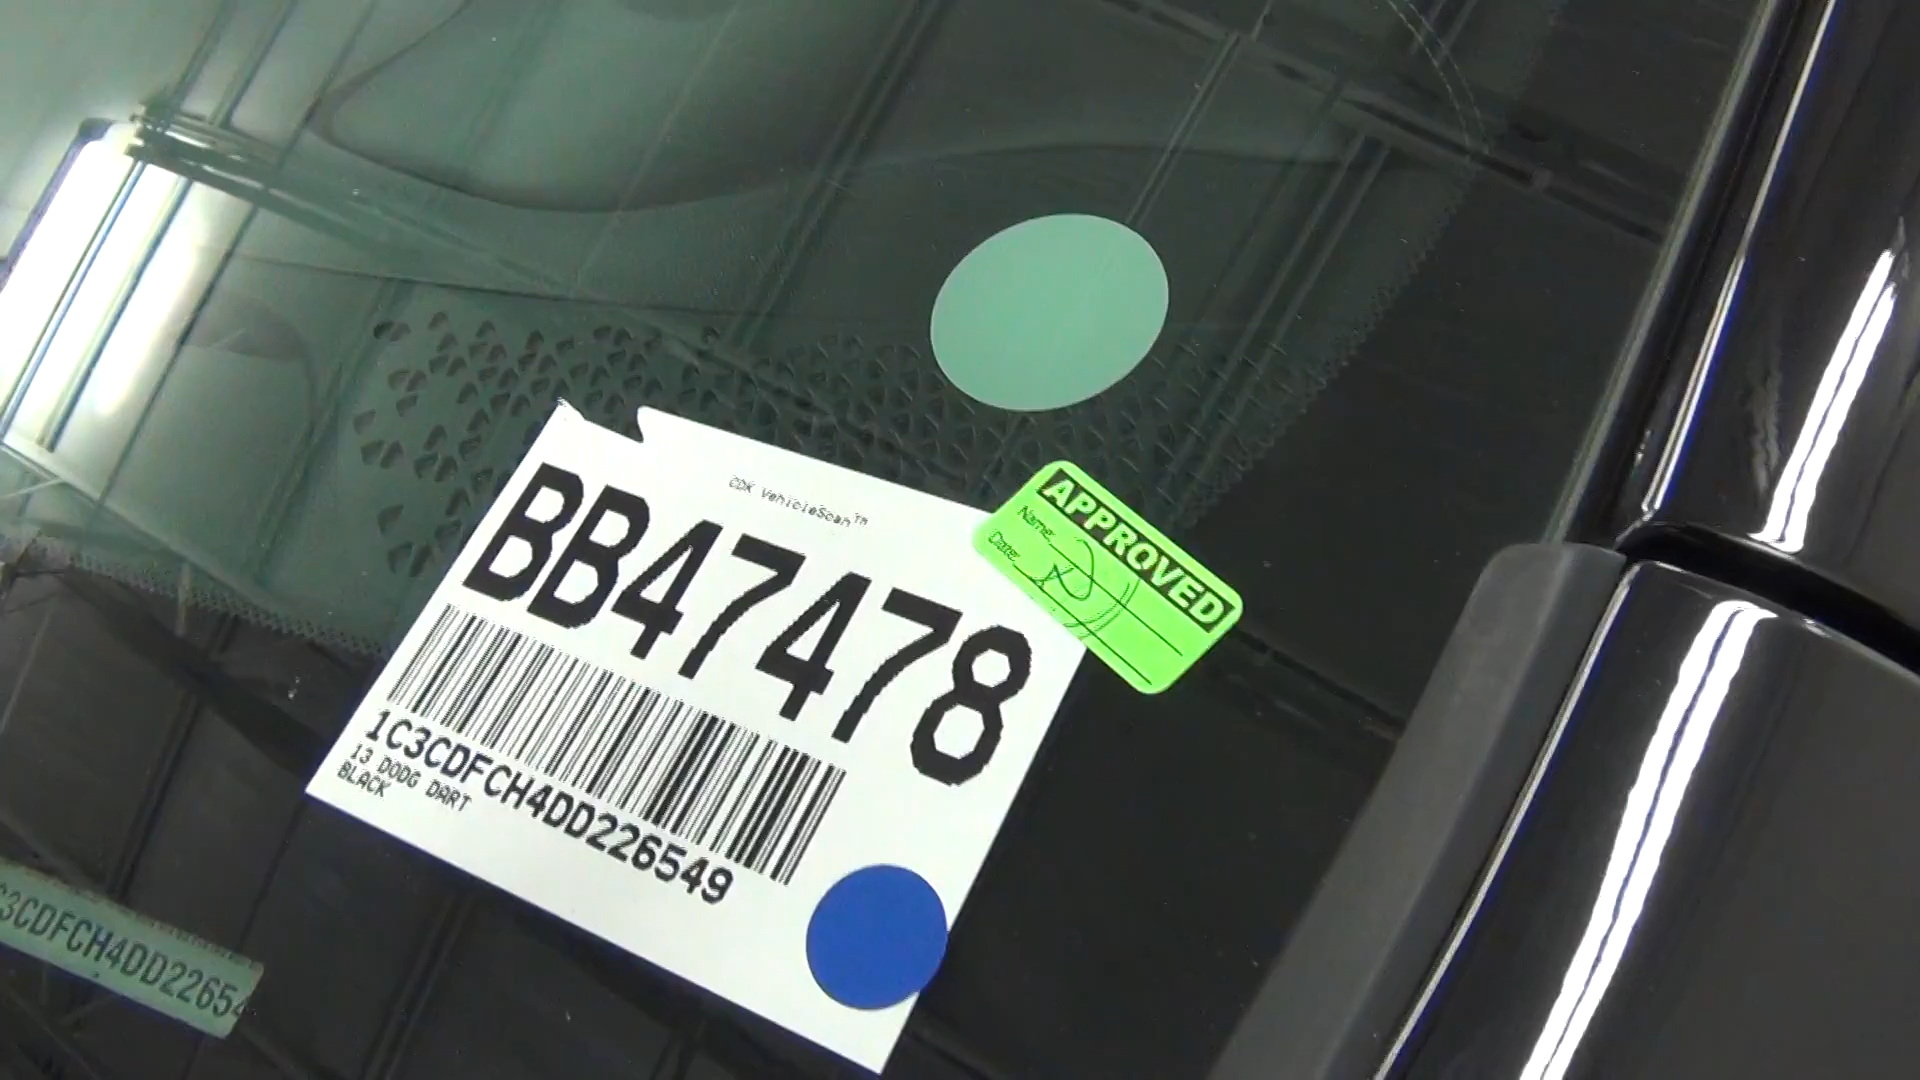 CDK VehicleScan™
BB47478
1C3CDFCH4DD226549
13 DODG DART
BLACK
APPROVED
Name:
Date:
3CDFCH4DD22654